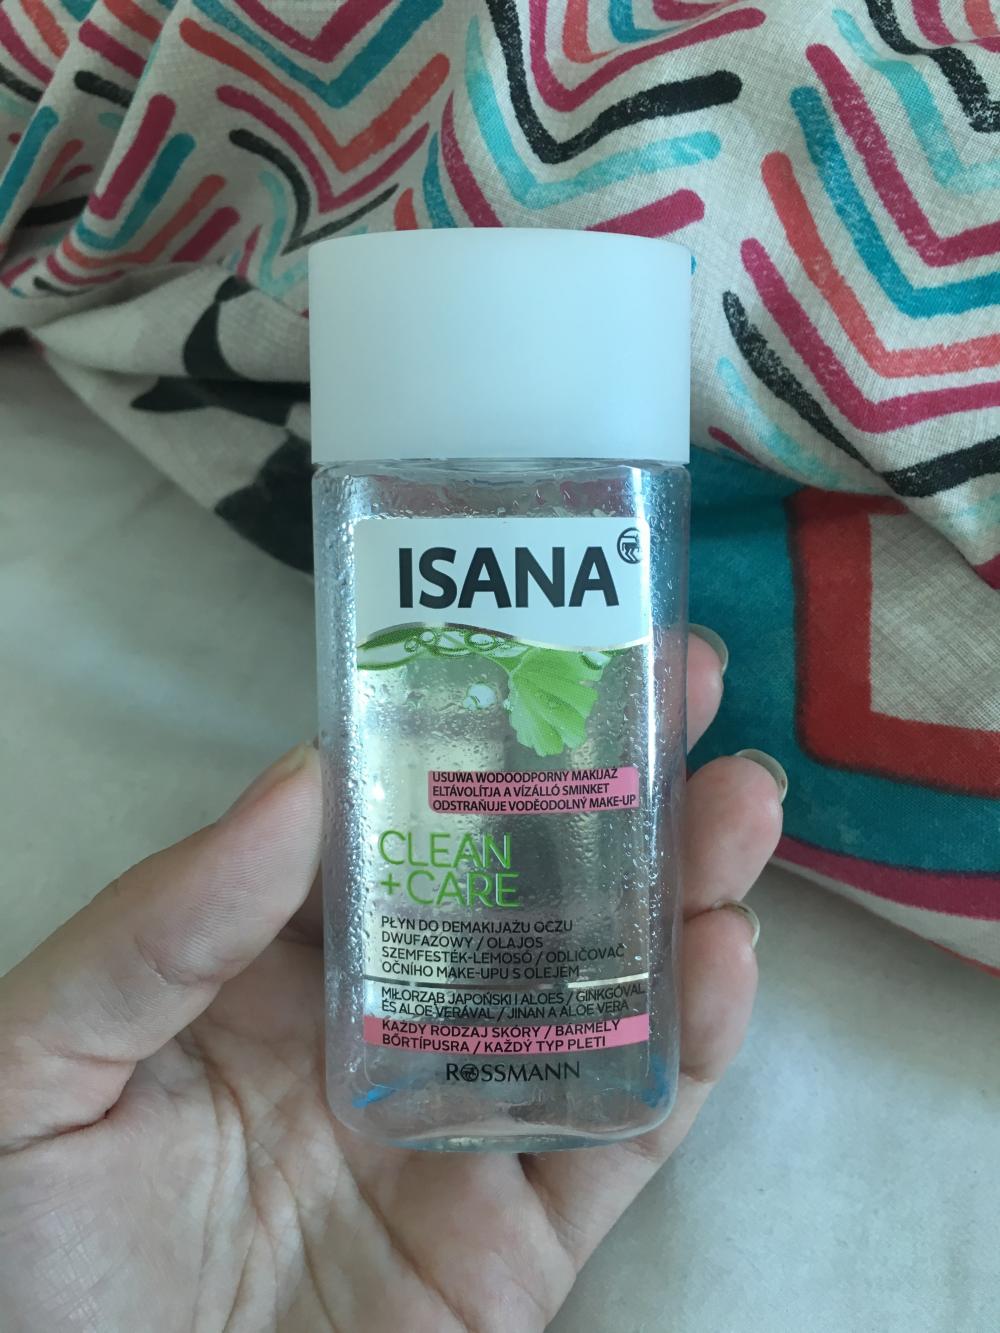 ISANA
USUWA WODOODPORNY MAKIJAŻ
ELTÁVOLÍTJA A VÍZÁLLÓ SMINKET
ODSTRAŇUJE VODĚODOLNÝ MAKE-UP
CLEAN
+CARE
PŁYN DO DEMAKIJAŻU OCZU
DWUFAZOWY / OLAJOS
SZEMFESTÉK-LEMOSÓ / ODLIČOVAČ
OČNÍHO MAKE-UPU S OLEJEM
MIŁORZĄB JAPOŃSKI I ALOES / GINKGÓVAL
ÉS ALOE VERÁVAL / JINAN A ALOE VERA
KAŻDY RODZAJ SKÓRY / BÁRMELY
BŐRTÍPUSRA / KAŽDÝ TYP PLETI
ROSSMANN